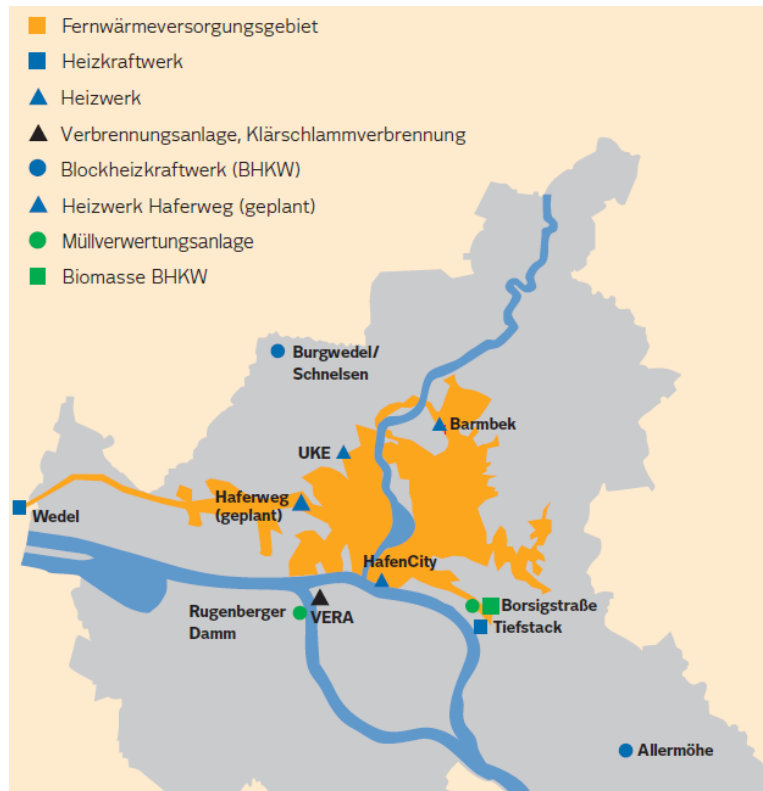 Fernwärmeversorgungsgebiet
Heizkraftwerk
Heizwerk
Verbrennungsanlage, Klärschlammverbrennung
Blockheizkraftwerk (BHKW)
Heizwerk Haferweg (geplant)
Müllverwertungsanlage
Biomasse BHKW
Burgwedel/
Schnelsen
Barmbek
UKE
Haferweg
(geplant)
Wedel
HafenCity
Borsigstraße
Rugenberger
Damm
VERA
Tiefstack
Allermöhe